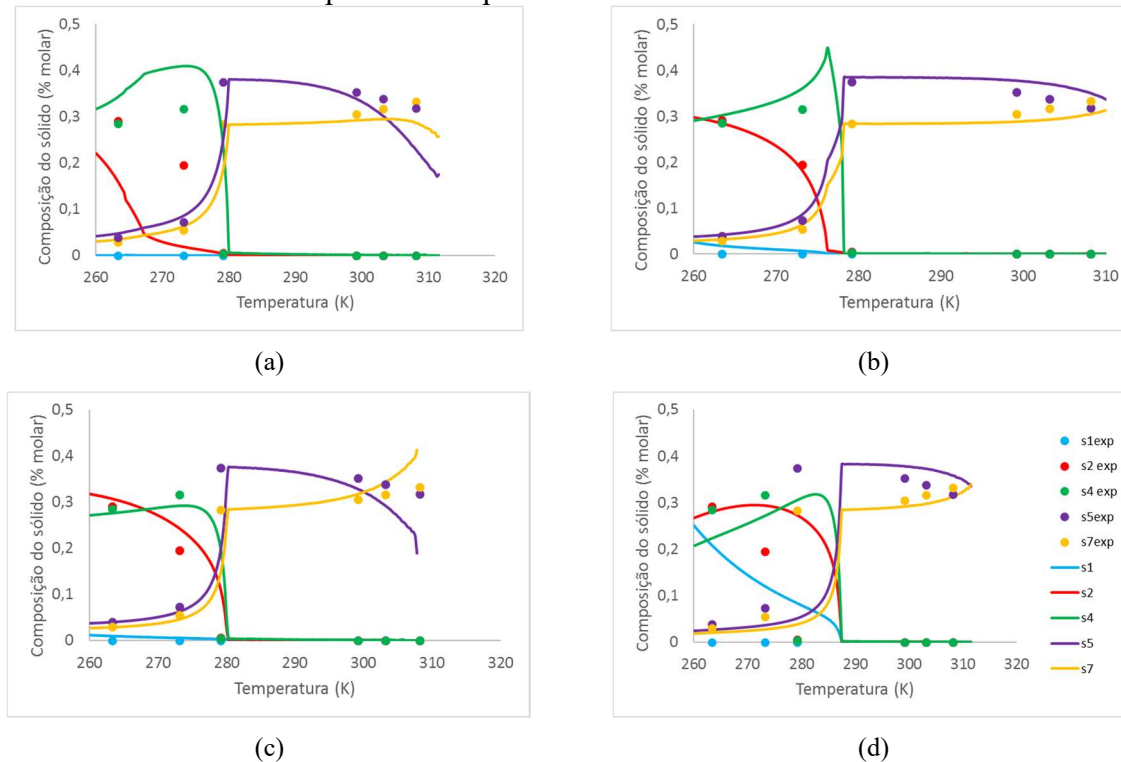 Composição do sólido (% molar)
0,5
0,4
0,3
0,2
0,1
0
260 270 280 290 300 310 320
Temperatura (K)
(a)
Composição do sólido (% molar)
0,5
0,4
0,3
0,2
0,1
0
260 270 280 290 300 310
Temperatura (K)
(b)
Composição do sólido (% molar)
0,5
0,4
0,3
0,2
0,1
0
260 270 280 290 300 310 320
Temperatura (K)
(c)
Composição do sólido (% molar)
0,5
0,4
0,3
0,2
0,1
0
260 270 280 290 300 310 320
Temperatura (K)
s1exp
s2 exp
s4 exp
s5exp
s7exp
s1
s2
s4
s5
s7
(d)